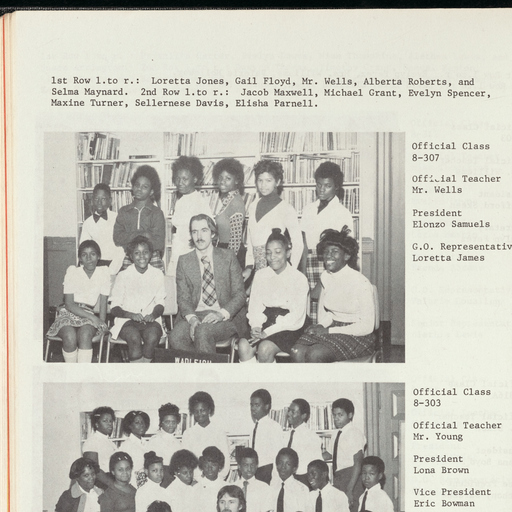 1st Row l.to r.: Loretta Jones, Gail Floyd, Mr. Wells, Alberta Roberts, and
Selma Maynard. 2nd Row l.to r.: Jacob Maxwell, Michael Grant, Evelyn Spencer,
Maxine Turner, Sellernese Davis, Elisha Parnell.
Official Class
8-307
Official Teacher
Mr. Wells
President
Elonzo Samuels
G.O. Representativ
Loretta James
WADLEIGH
Official Class
8-303
Official Teacher
Mr. Young
President
Lona Brown
Vice President
Eric Bowman